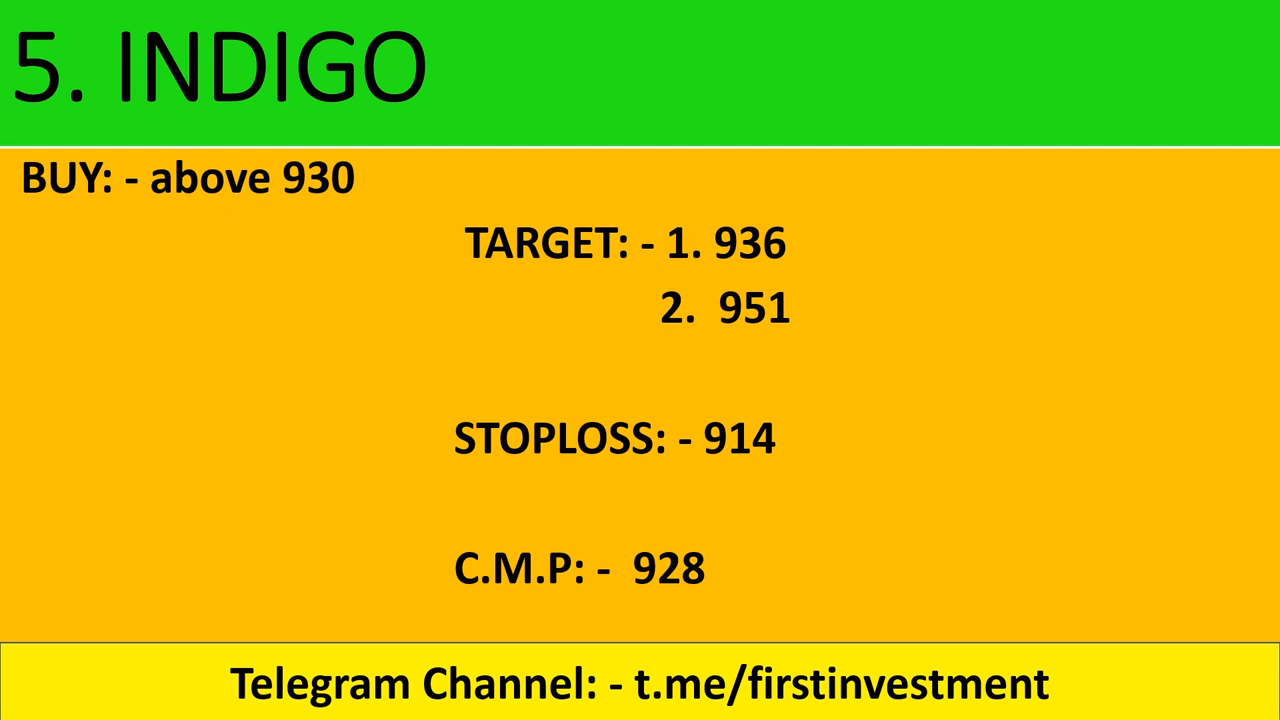 5. INDIGO
BUY: - above 930
TARGET: - 1. 936
2. 951
STOPLOSS: - 914
C.M.P: - 928
Telegram Channel: - t.me/firstinvestment